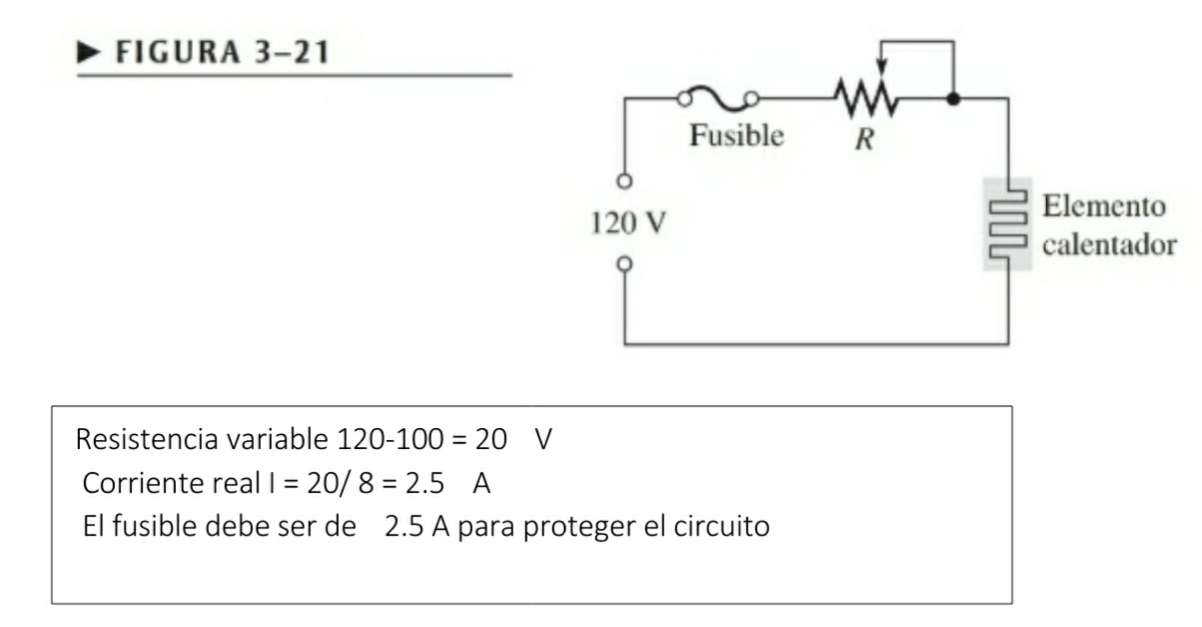 ► FIGURA 3–21
Fusible
R
120 V
Elemento
calentador
Resistencia variable 120-100 = 20 V
Corriente real I = 20/ 8 = 2.5 A
El fusible debe ser de 2.5 A para proteger el circuito